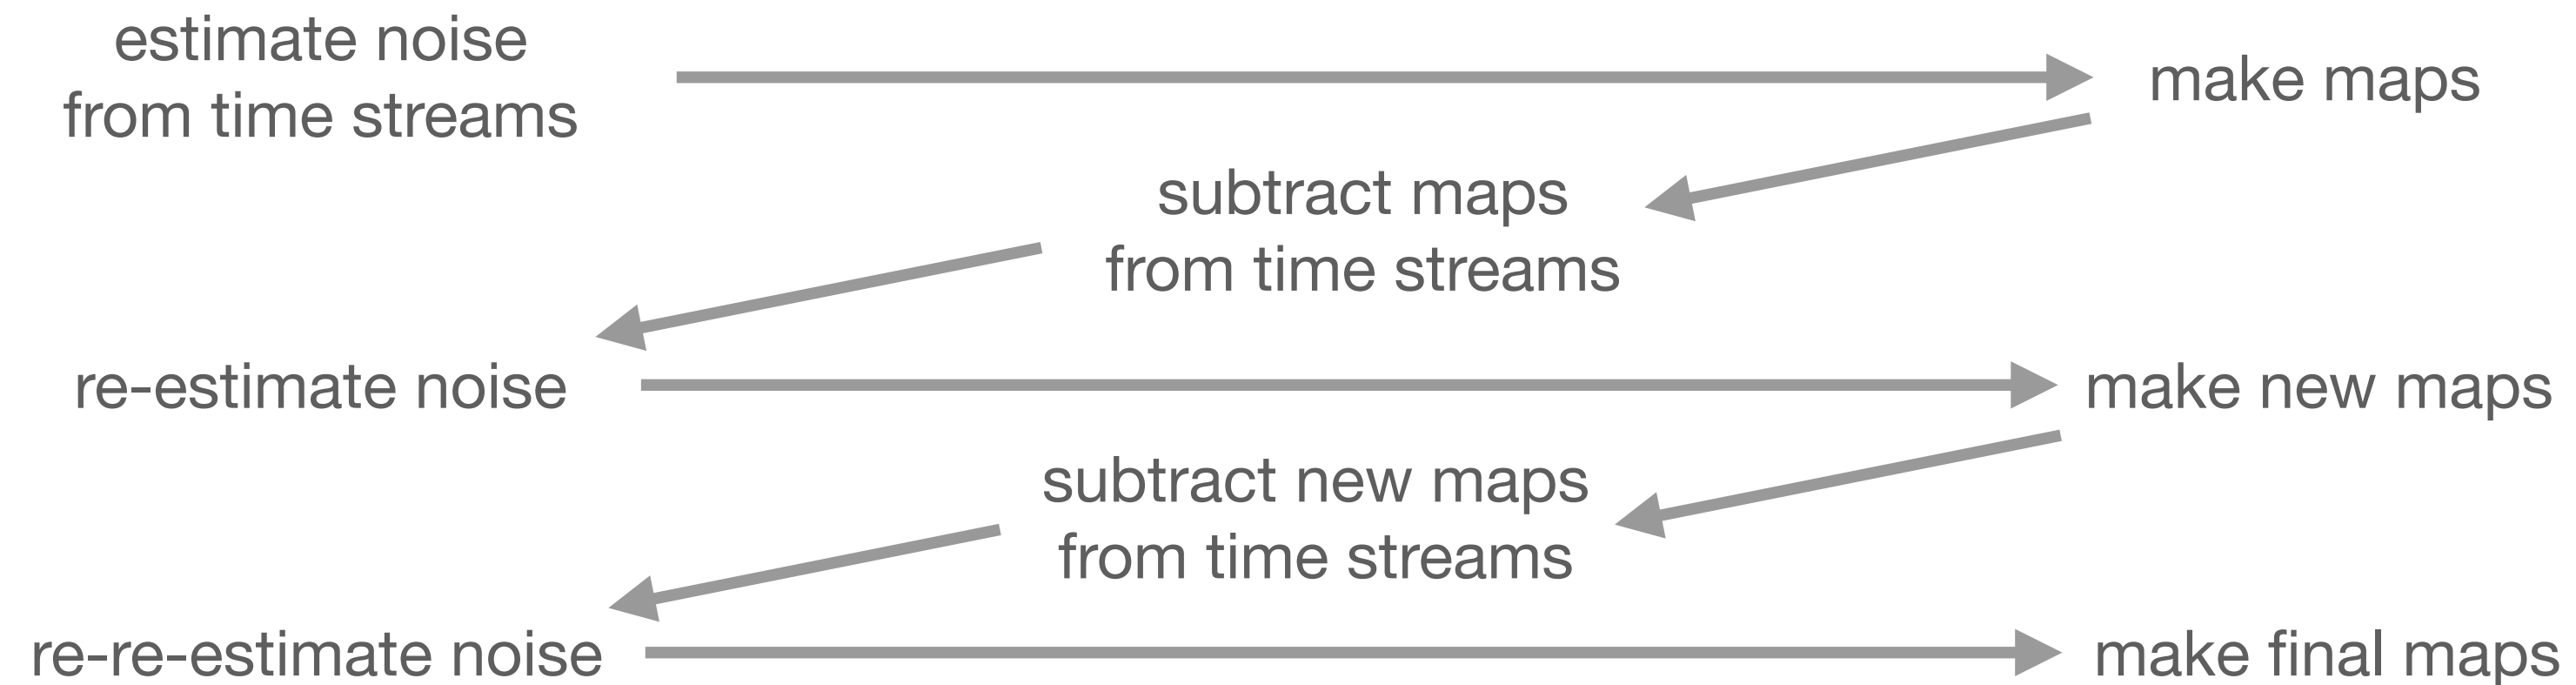 estimate noise
from time streams
make maps
subtract maps
from time streams
re-estimate noise
make new maps
subtract new maps
from time streams
re-re-estimate noise
make final maps